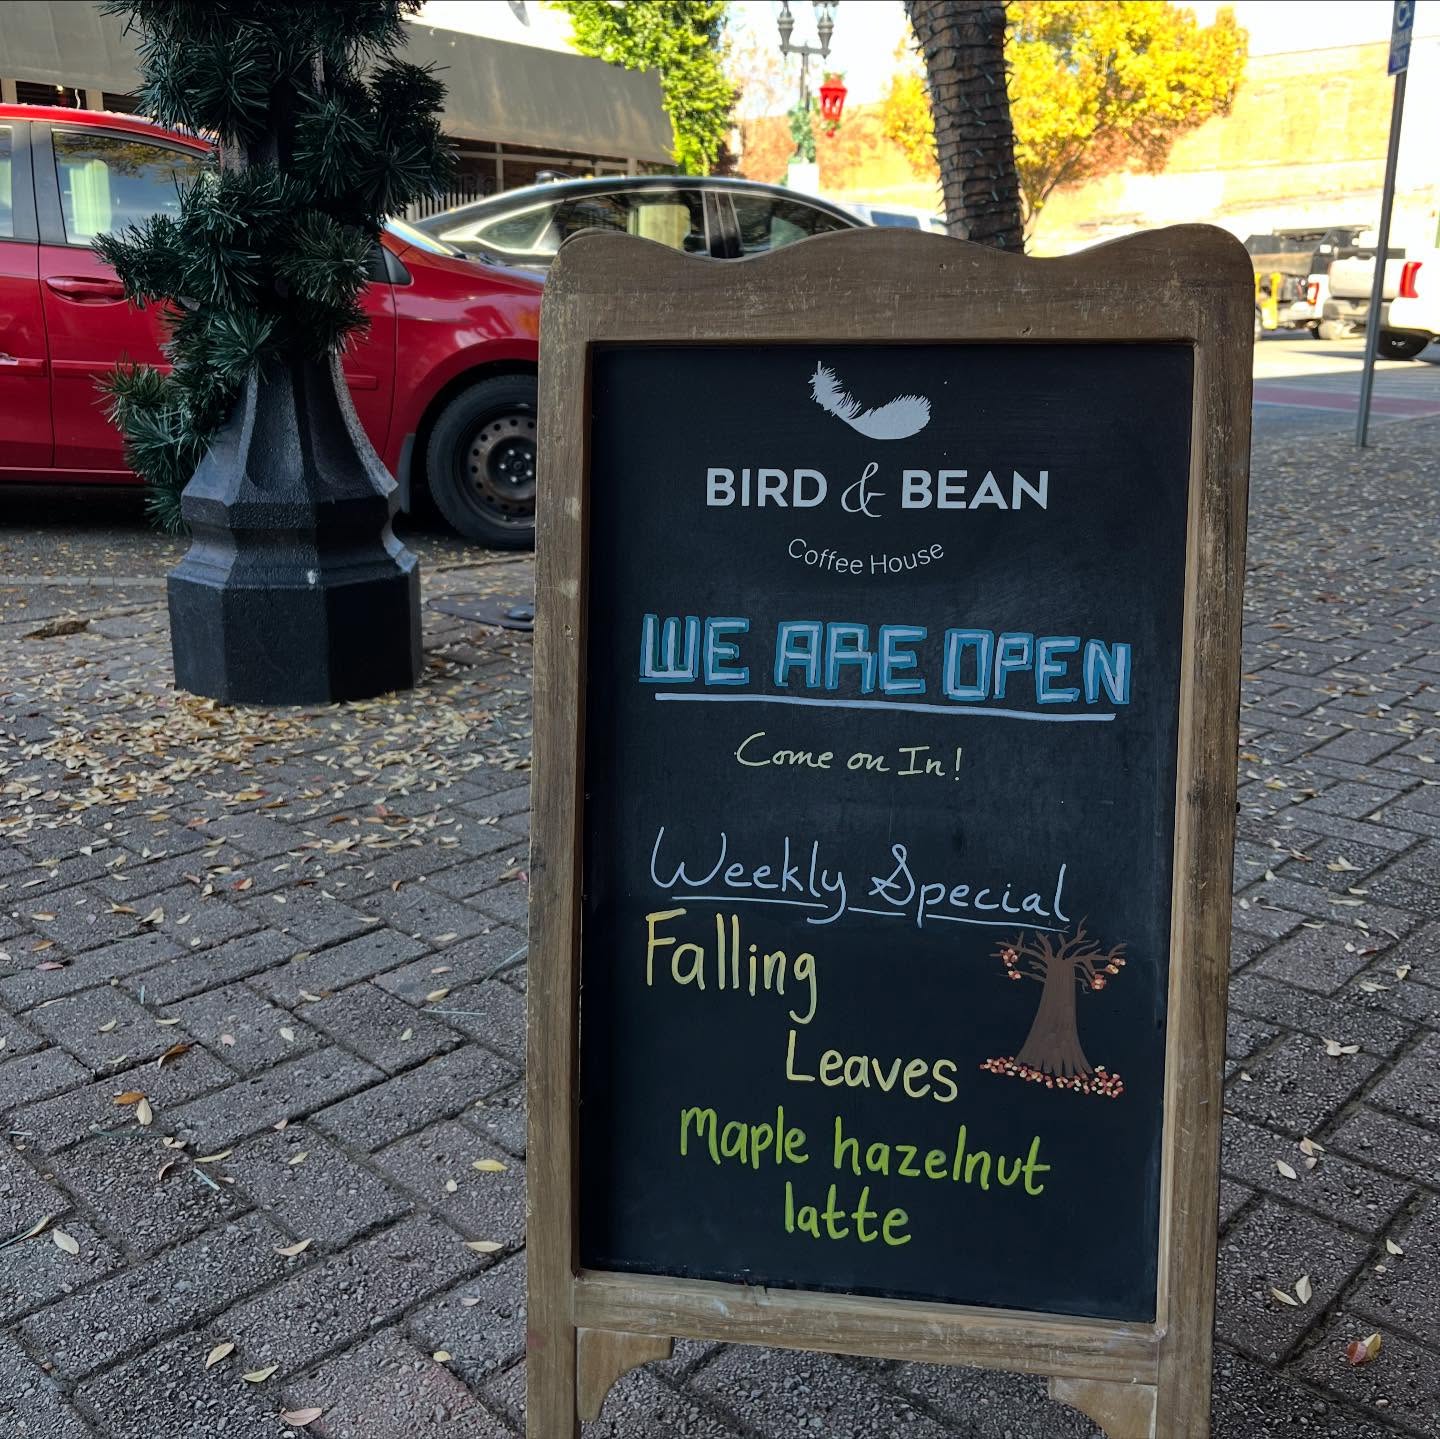 BIRD & BEAN
Coffee House
WE ARE OPEN
Come on In!
Weekly Special
Falling
Leaves
Maple hazelnut
latte